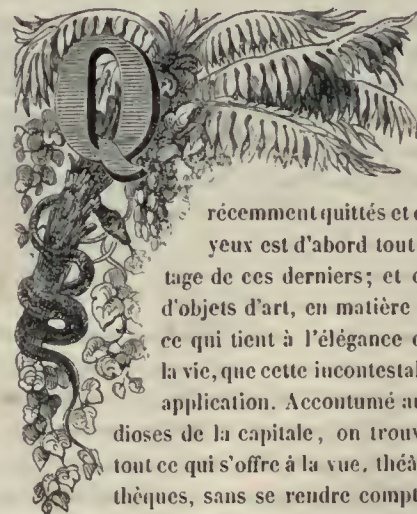 Q
récemment quittés et
yeux est d'abord tout
tage de ces derniers; et
d'objets d'art, en matière
ce qui tient à l'élégance
la vie, que cette incontesta
application. Accoutumé au
dioses de la capitale, on trouv
tout ce qui s'offre à la vue, théâ
thèques, sans se rendre compt